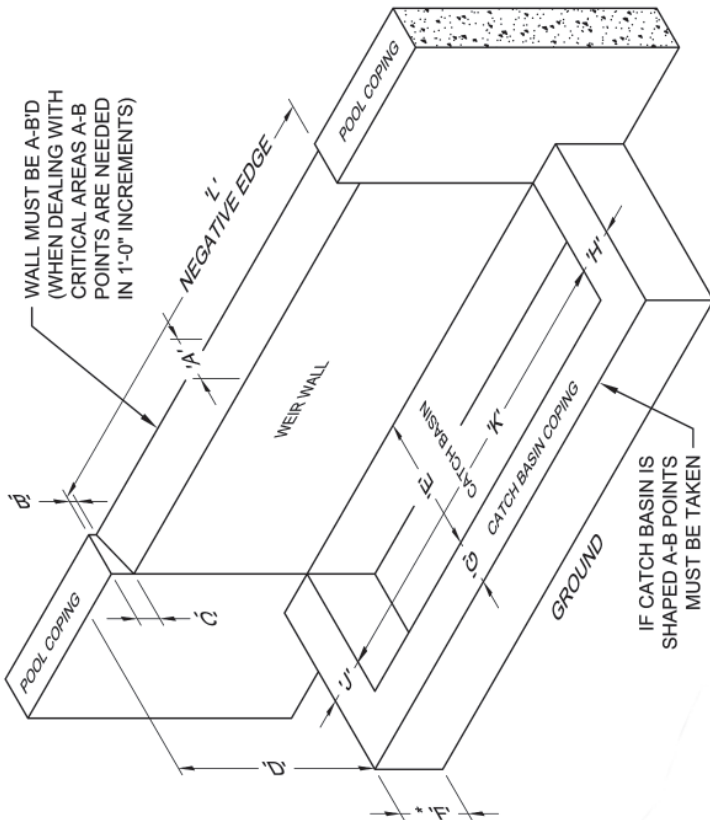 WALL MUST BE A-B'D
(WHEN DEALING WITH
CRITICAL AREAS A-B
POINTS ARE NEEDED
IN 1'-0" INCREMENTS)
POOL COPING
'L'
NEGATIVE EDGE
'A'
'B'
WEIR WALL
POOL COPING
'C'
'D'
'H'
CATCH BASIN
'E'
'K'
CATCH BASIN COPING
'G'
'J'
* 'F'
GROUND
IF CATCH BASIN IS
SHAPED A-B POINTS
MUST BE TAKEN